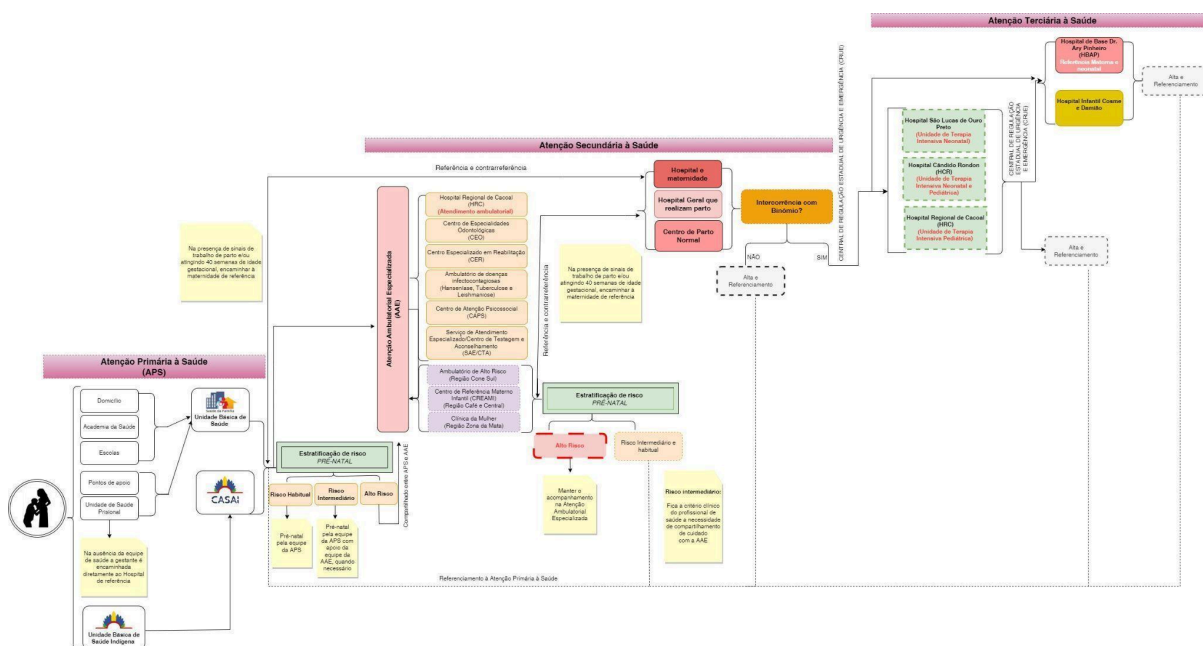 Atenção Terciária à Saúde
Hospital de Base Dr.
Ary Pinheiro
(HBAP)
Referência Materna e
neonatal
Hospital Infantil Cosme
e Damião
Alta e
Referenciamento
CENTRAL DE REGULAÇÃO ESTADUAL DE URGÊNCIA E EMERGÊNCIA (CRUE)
Hospital São Lucas de Ouro
Preto
(Unidade de Terapia
Intensiva Neonatal)
Hospital Cândido Rondon
(HCR)
(Unidade de Terapia
Intensiva Neonatal e
Pediátrica)
Hospital Regional de Cacoal
(HRC)
(Unidade de Terapia
Intensiva Pediátrica)
CENTRAL DE REGULAÇÃO
ESTADUAL DE URGÊNCIA
E EMERGÊNCIA (CRUE)
Alta e
Referenciamento
Atenção Secundária à Saúde
Referência e contrarreferência
Hospital e
maternidade
Hospital Geral que
realizem parto
Centro de Parto
Normal
Intercorrência com
Binômio?
NÃO
SIM
Alta e
Referenciamento
Atenção Ambulatorial Especializada
(AAE)
Hospital Regional de Cacoal
(HRC)
(Atendimento ambulatorial)
Centro de Especialidades
Odontológicas
(CEO)
Centro Especializado em Reabilitação
(CER)
Ambulatório de doenças
infectocontagiosas
(Hanseníase, Tuberculose e
Leishmaniose)
Centro de Atenção Psicosocial
(CAPS)
Serviço de Atendimento
Especializado/Centro de Testagem e
Aconselhamento
(SAE/CTA)
Ambulatório de Alto Risco
(Região Cone Sul)
Centro de Referência Materno
Infantil (CREAMI)
(Região Café e Central)
Clínica da Mulher
(Região Zona da Mata)
Referência e contrarreferência
Na presença de sinais de
trabalho de parto e/ou
atingindo 40 semanas de idade
gestacional, encaminhar à
maternidade de referência
Na presença de sinais de
trabalho de parto e/ou
atingindo 40 semanas de idade
gestacional, encaminhar à
maternidade de referência
Estratificação de risco
PRÉ-NATAL
Alto Risco
Risco Intermediário e
habitual
Manter o
acompanhamento
na Atenção
Ambulatorial
Especializada
Risco intermediário:
Fica a critério clínico
do profissional de
saúde a necessidade
de compartilhamento
de cuidado
com a AAE
Atenção Primária à Saúde
(APS)
Domicílio
Academia da Saúde
Escolas
Pontos de apoio
Unidade de Saúde
Prisional
Unidade Básica de
Saúde
CASAI
Na ausência da equipe
de saúde a gestante é
encaminhada
diretamente ao Hospital
de referência
Unidade Básica de
Saúde Indígena
Estratificação de risco
PRÉ-NATAL
Risco Habitual
Risco
Intermediário
Alto Risco
Compartilhado entre APS e AAE
Pré-natal
pela equipe
da APS
Pré-natal
pela equipe
da APS com
apoio da
equipe da
AAE, quando
necessário
Referenciamento à Atenção Primária à Saúde